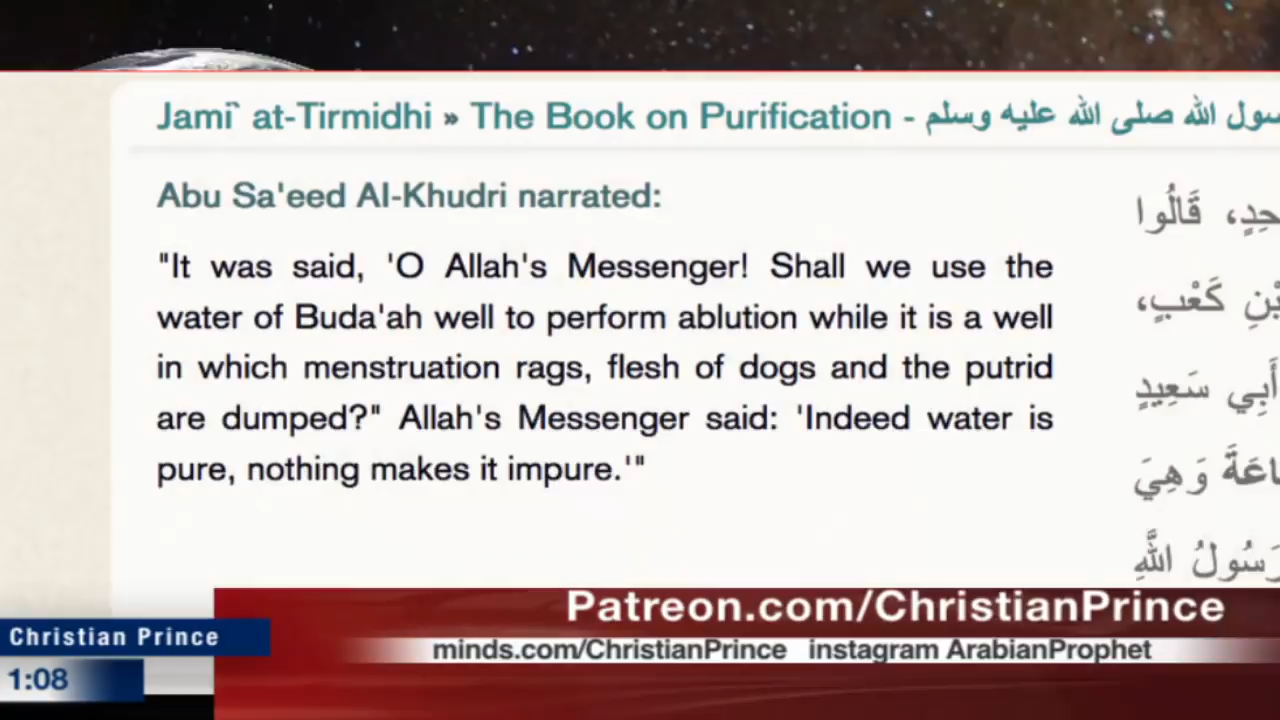 Jami` at-Tirmidhi » The Book on Purification - سول الله صلى الله عليه وسلم
Abu Sa'eed Al-Khudri narrated:
"It was said, 'O Allah's Messenger! Shall we use the
water of Buda'ah well to perform ablution while it is a well
in which menstruation rags, flesh of dogs and the putrid
are dumped?" Allah's Messenger said: 'Indeed water is
pure, nothing makes it impure.'"
حِدٍ، قَالُوا
بْنِ كَعْبٍ،
أَبِي سَعِيدٍ
اعَةَ وَهِيَ
رَسُولُ اللَّهِ
Patreon.com/ChristianPrince
minds.com/ChristianPrince instagram ArabianProphet
Christian Prince
1:08